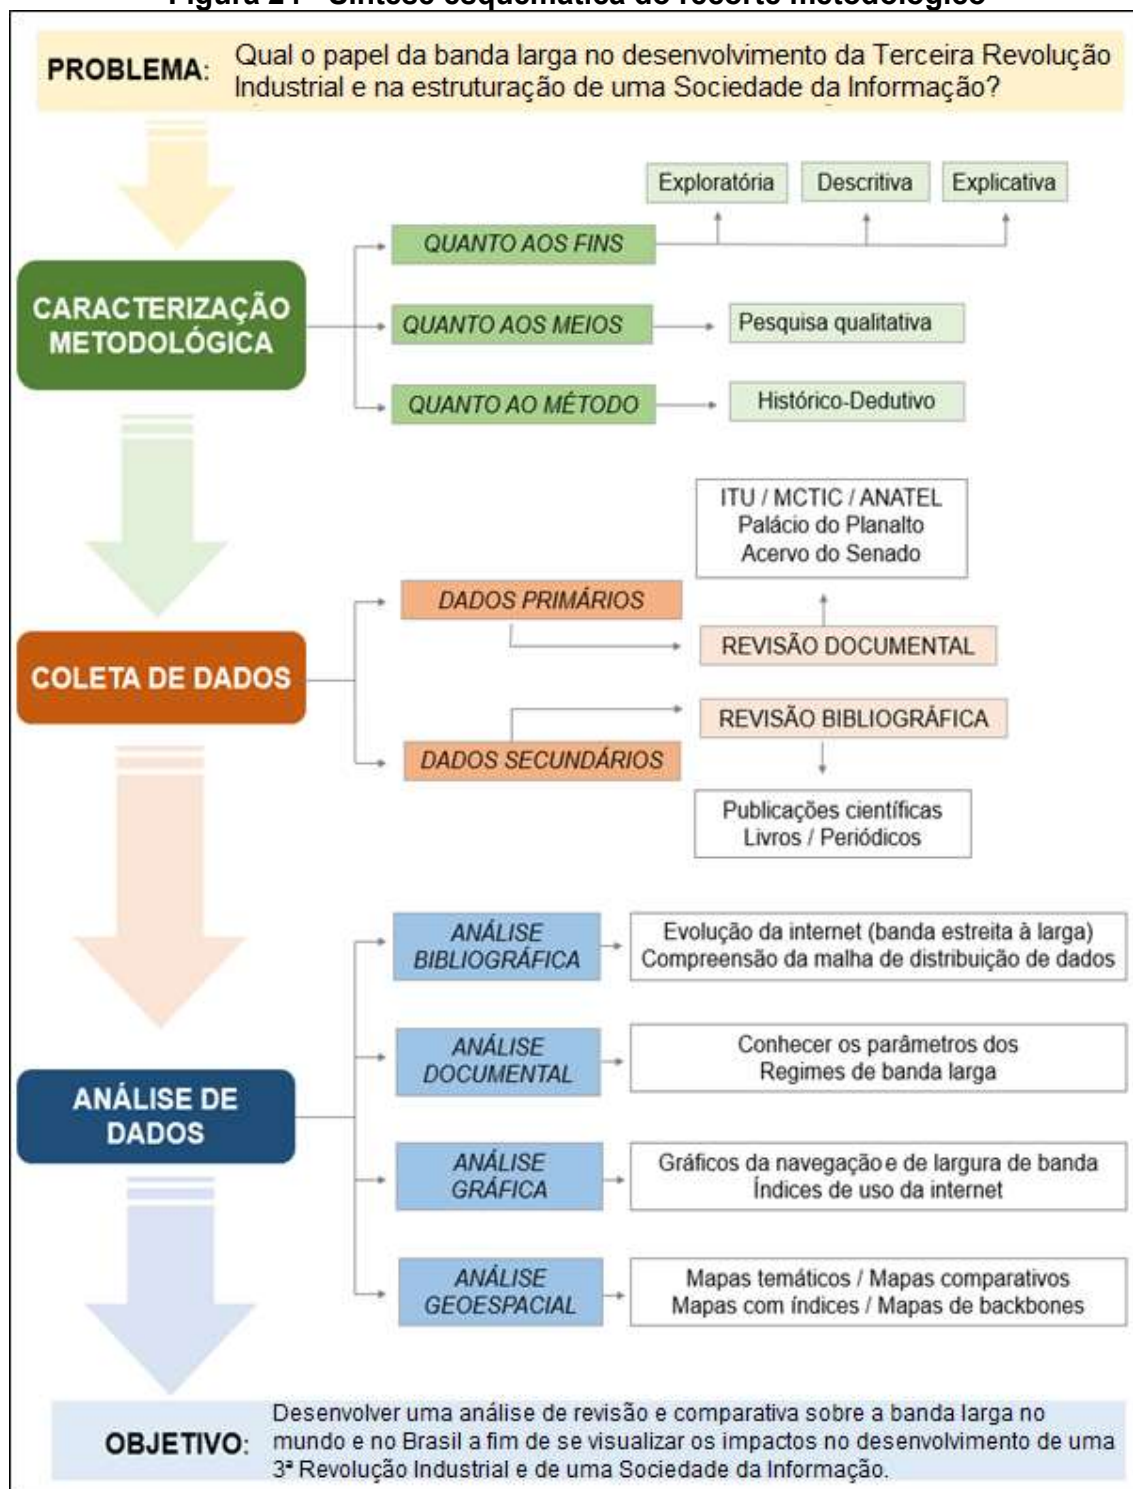 Figura 21 - Síntese esquemática do recorte metodológico
PROBLEMA: Qual o papel da banda larga no desenvolvimento da Terceira Revolução
Industrial e na estruturação de uma Sociedade da Informação?
Exploratória
Descritiva
Explicativa
QUANTO AOS FINS
CARACTERIZAÇÃO
METODOLÓGICA
QUANTO AOS MEIOS
Pesquisa qualitativa
QUANTO AO MÉTODO
Histórico-Dedutivo
ITU / MCTIC / ANATEL
Palácio do Planalto
Acervo do Senado
DADOS PRIMÁRIOS
REVISÃO DOCUMENTAL
COLETA DE DADOS
REVISÃO BIBLIOGRÁFICA
DADOS SECUNDÁRIOS
Publicações científicas
Livros / Periódicos
ANÁLISE
BIBLIOGRÁFICA
Evolução da internet (banda estreita à larga)
Compreensão da malha de distribuição de dados
ANÁLISE
DOCUMENTAL
Conhecer os parâmetros dos
Regimes de banda larga
ANÁLISE DE
DADOS
ANÁLISE
GRÁFICA
Gráficos da navegação e de largura de banda
Índices de uso da internet
ANÁLISE
GEOESPACIAL
Mapas temáticos / Mapas comparativos
Mapas com índices / Mapas de backbones
OBJETIVO: Desenvolver uma análise de revisão e comparativa sobre a banda larga no
mundo e no Brasil a fim de se visualizar os impactos no desenvolvimento de uma
3ª Revolução Industrial e de uma Sociedade da Informação.